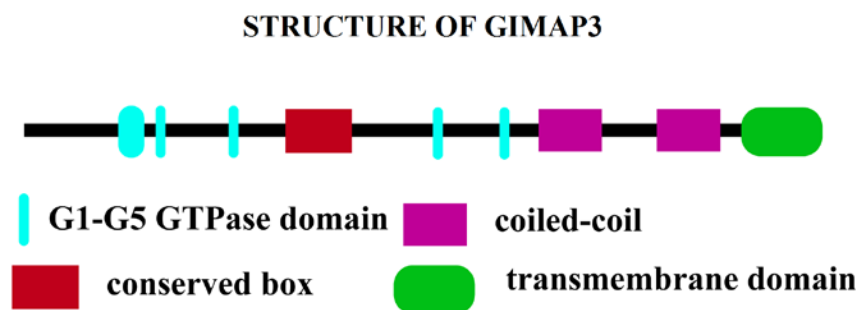 STRUCTURE OF GIMAP3
G1-G5 GTPase domain
coiled-coil
conserved box
transmembrane domain